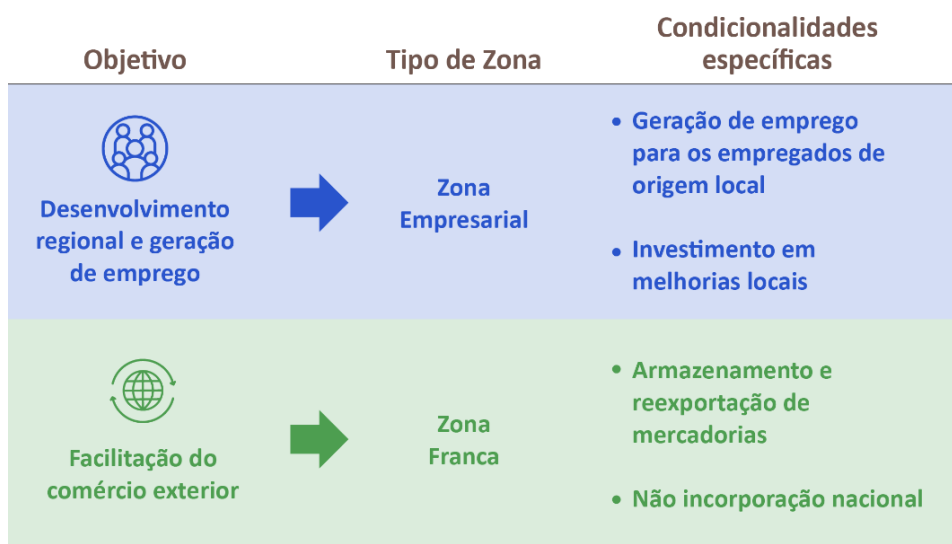 Objetivo
Tipo de Zona
Condicionalidades
específicas
Desenvolvimento
regional e geração
de emprego
Zona
Empresarial
• Geração de emprego
para os empregados de
origem local
• Investimento em
melhorias locais
Facilitação do
comércio exterior
Zona
Franca
• Armazenamento e
reexportação de
mercadorias
• Não incorporação nacional